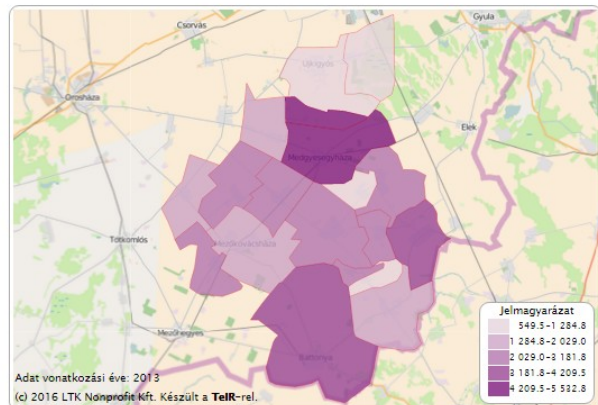 Csorvás
Gyula
Újkígyós
Orosháza
Elek
Medgyesegyháza
Tótkomlós
Mezőkovácsháza
Mezőhegyes
Battonya
Jelmagyarázat
549.5-1 284.8
1 284.8-2 029.0
2 029.0-3 181.8
3 181.8-4 209.5
4 209.5-5 532.8
Adat vonatkozási éve: 2013
(c) 2016 LTK Nonprofit Kft. Készült a TeIR-rel.